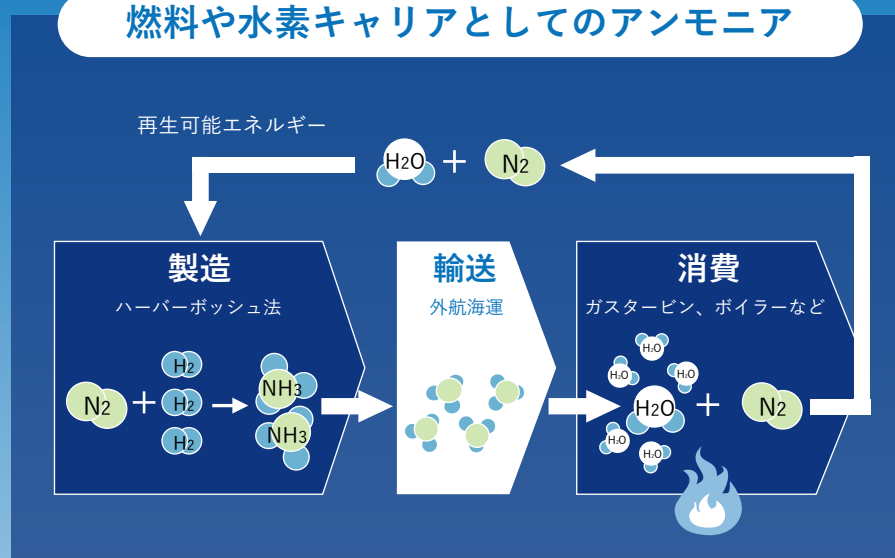 燃料や水素キャリアとしてのアンモニア
再生可能エネルギー
H2O + N2
製造
ハーバーボッシュ法
N2 + H2 H2 H2 → NH3 NH3
輸送
外航海運
消費
ガスタービン、ボイラーなど
H2O
H2O
H2O
H2O + N2
H2O
H2O